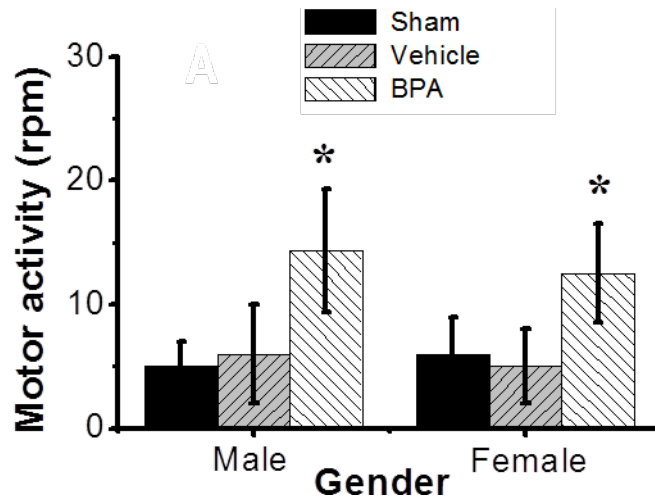 Sham
Vehicle
BPA
A
30
20
10
0
Motor activity (rpm)
*
*
Male
Female
Gender